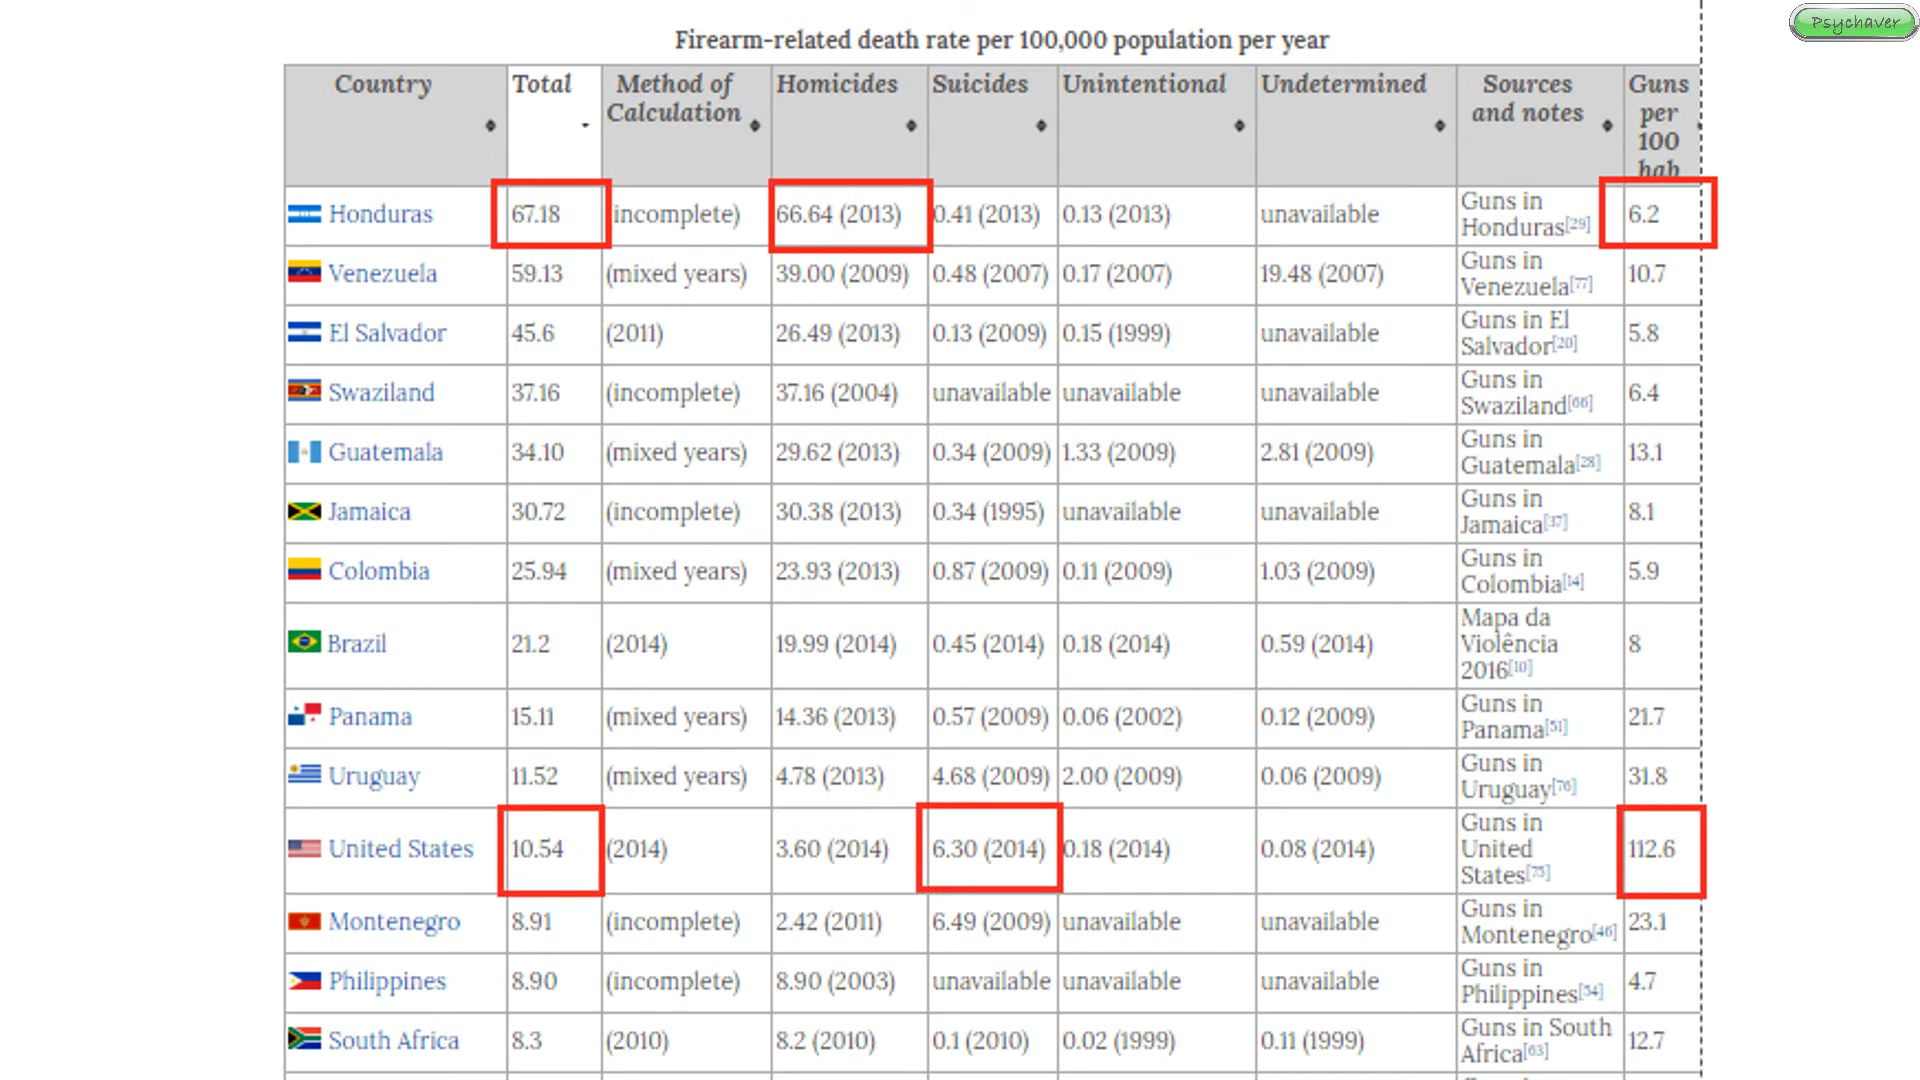 Psychaver
Firearm-related death rate per 100,000 population per year
Country Total Method of Calculation Homicides Suicides Unintentional Undetermined Sources and notes Guns per 100 hab
Honduras 67.18 incomplete) 66.64 (2013) 0.41 (2013) 0.13 (2013) unavailable Guns in Honduras[29] 6.2
Venezuela 59.13 (mixed years) 39.00 (2009) 0.48 (2007) 0.17 (2007) 19.48 (2007) Guns in Venezuela[77] 10.7
El Salvador 45.6 (2011) 26.49 (2013) 0.13 (2009) 0.15 (1999) unavailable Guns in El Salvador[20] 5.8
Swaziland 37.16 (incomplete) 37.16 (2004) unavailable unavailable unavailable Guns in Swaziland[66] 6.4
Guatemala 34.10 (mixed years) 29.62 (2013) 0.34 (2009) 1.33 (2009) 2.81 (2009) Guns in Guatemala[28] 13.1
Jamaica 30.72 (incomplete) 30.38 (2013) 0.34 (1995) unavailable unavailable Guns in Jamaica[37] 8.1
Colombia 25.94 (mixed years) 23.93 (2013) 0.87 (2009) 0.11 (2009) 1.03 (2009) Guns in Colombia[14] 5.9
Brazil 21.2 (2014) 19.99 (2014) 0.45 (2014) 0.18 (2014) 0.59 (2014) Mapa da Violência 2016[10] 8
Panama 15.11 (mixed years) 14.36 (2013) 0.57 (2009) 0.06 (2002) 0.12 (2009) Guns in Panama[51] 21.7
Uruguay 11.52 (mixed years) 4.78 (2013) 4.68 (2009) 2.00 (2009) 0.06 (2009) Guns in Uruguay[76] 31.8
United States 10.54 (2014) 3.60 (2014) 6.30 (2014) 0.18 (2014) 0.08 (2014) Guns in United States[75] 112.6
Montenegro 8.91 (incomplete) 2.42 (2011) 6.49 (2009) unavailable unavailable Guns in Montenegro[46] 23.1
Philippines 8.90 (incomplete) 8.90 (2003) unavailable unavailable unavailable Guns in Philippines[54] 4.7
South Africa 8.3 (2010) 8.2 (2010) 0.1 (2010) 0.02 (1999) 0.11 (1999) Guns in South Africa[63] 12.7